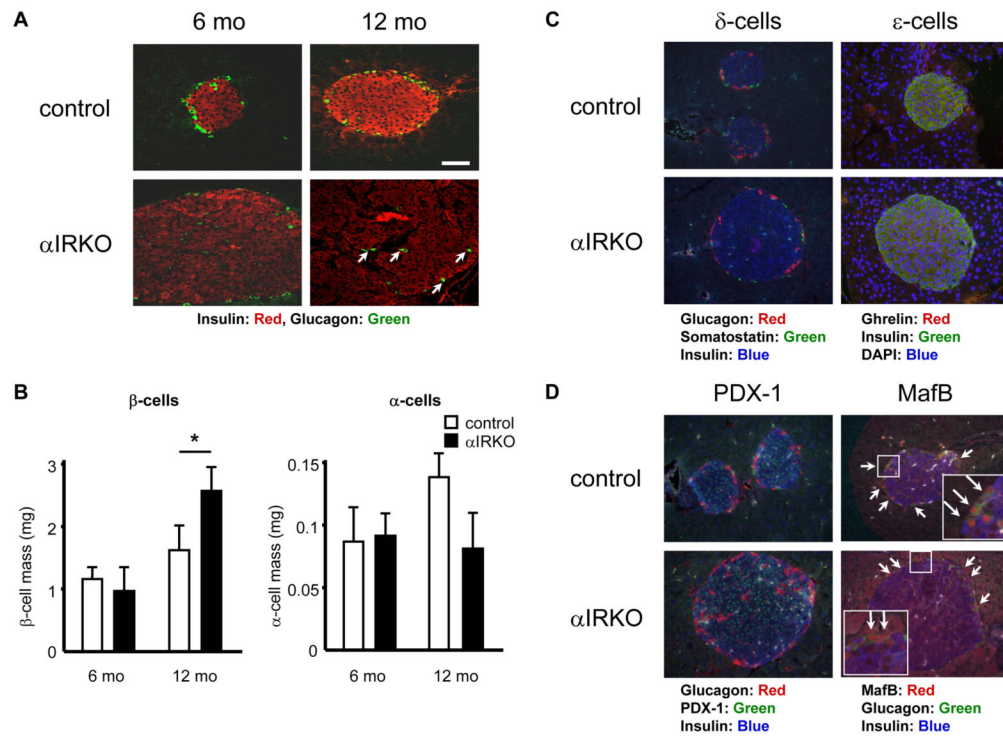 A
6 mo
12 mo
control
αIRKO
Insulin: Red, Glucagon: Green
B
β-cells
α-cells
control
αIRKO
*
β-cell mass (mg)
3
2
1
0
6 mo
12 mo
α-cell mass (mg)
0.15
0.1
0.05
0
6 mo
12 mo
C
δ-cells
ε-cells
control
αIRKO
Glucagon: Red
Somatostatin: Green
Insulin: Blue
Ghrelin: Red
Insulin: Green
DAPI: Blue
D
PDX-1
MafB
control
αIRKO
Glucagon: Red
PDX-1: Green
Insulin: Blue
MafB: Red
Glucagon: Green
Insulin: Blue